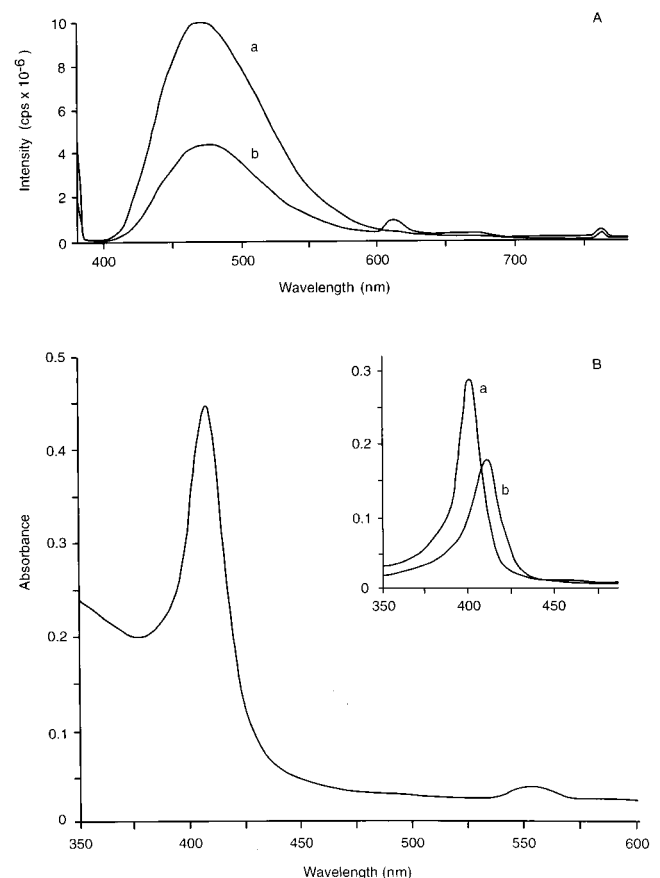 A
Intensity (cps x 10-6)
10
8
6
4
2
0
a
b
400 500 600 700
Wavelength (nm)
B
Absorbance
0.5
0.4
0.3
0.2
0.1
0
350 400 450 500 550 600
Wavelength (nm)
0.3
0.2
0.1
0
a
b
350 400 450